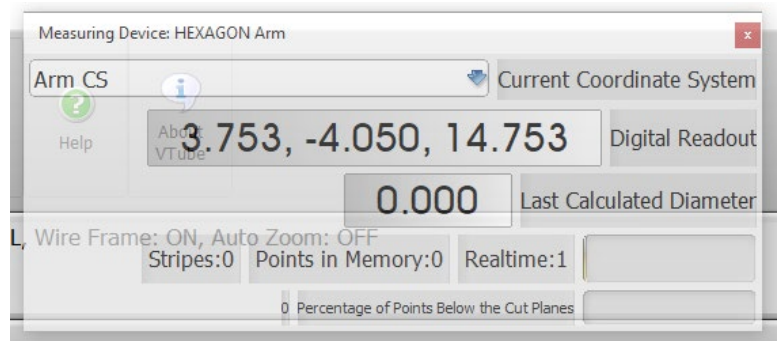 Measuring Device: HEXAGON Arm x
Arm CS Current Coordinate System
Help About VTube
3.753, -4.050, 14.753 Digital Readout
0.000 Last Calculated Diameter
L, Wire Frame: ON, Auto Zoom: OFF
Stripes:0 Points in Memory:0 Realtime:1
0 Percentage of Points Below the Cut Planes